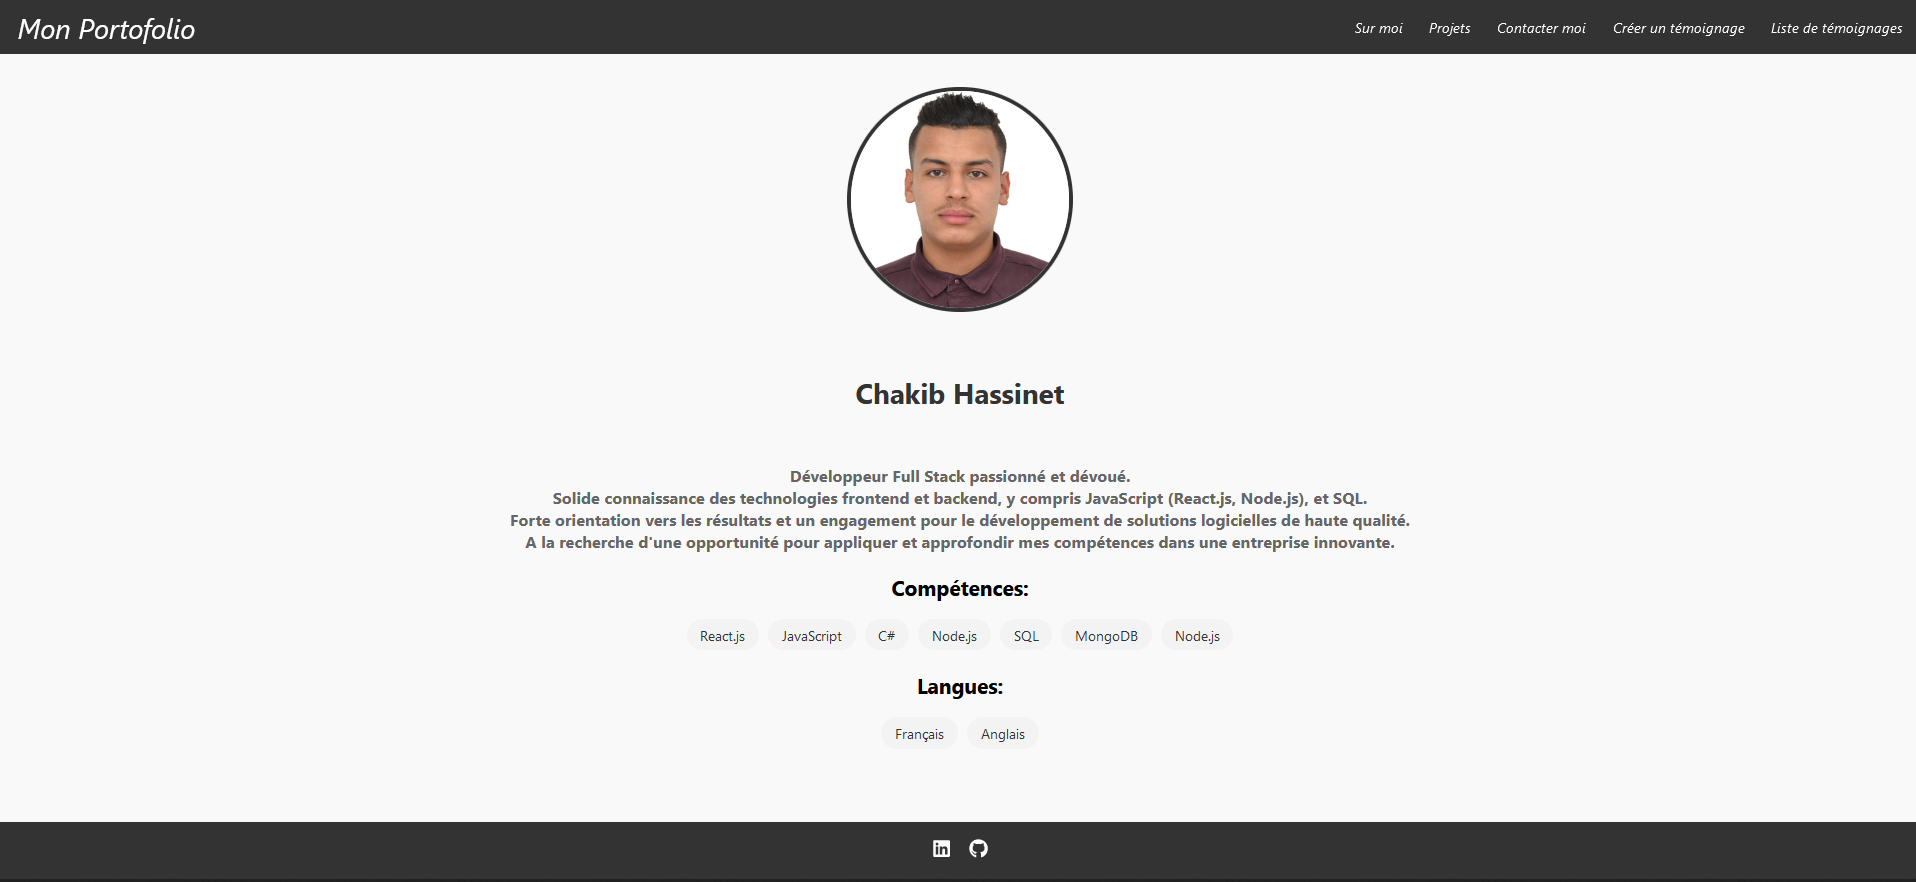 Mon Portofolio
Sur moi Projets Contacter moi Créer un témoignage Liste de témoignages
Chakib Hassinet
Développeur Full Stack passionné et dévoué.
Solide connaissance des technologies frontend et backend, y compris JavaScript (React.js, Node.js), et SQL.
Forte orientation vers les résultats et un engagement pour le développement de solutions logicielles de haute qualité.
A la recherche d'une opportunité pour appliquer et approfondir mes compétences dans une entreprise innovante.
Compétences:
React.js JavaScript C# Node.js SQL MongoDB Node.js
Langues:
Français Anglais
in